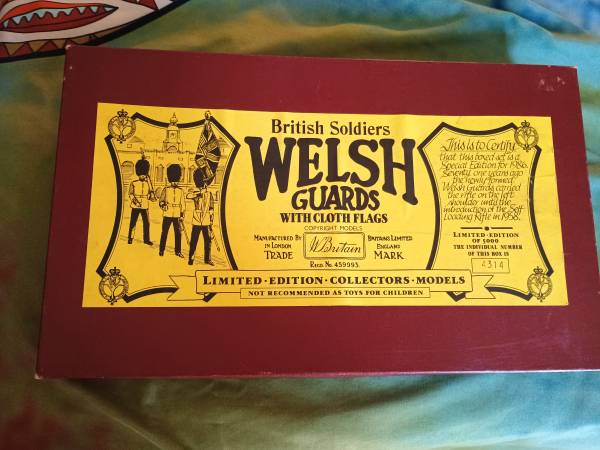 British Soldiers
WELSH
GUARDS
WITH CLOTH FLAGS
COPYRIGHT MODELS
MANUFACTURED BY
IN LONDON
TRADE
W. Britain
BRITAINS LIMITED
ENGLAND
MARK
REGD. No. 459993.
LIMITED·EDITION·COLLECTORS·MODELS
NOT RECOMMENDED AS TOYS FOR CHILDREN
This is to Certify
that this boxed set is a
Special Edition for 1986.
Seventy one years ago
the newly formed
Welsh Guards carried
the rifle on the left
shoulder until the
introduction of the Self
Loading Rifle in 1958.
LIMITED·EDITION
OF 5000
THE INDIVIDUAL NUMBER
OF THIS BOX IS
4314